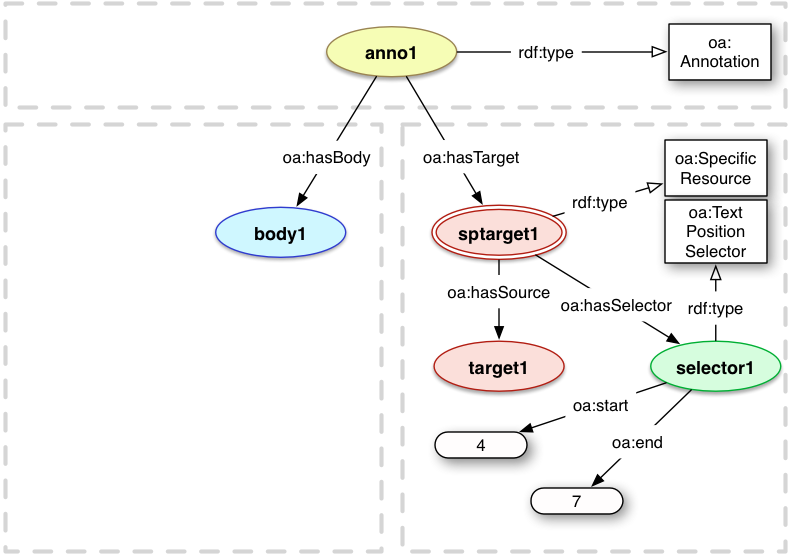 anno1
rdf:type
oa:
Annotation
oa:hasBody
oa:hasTarget
oa:Specific
Resource
rdf:type
body1
sptarget1
oa:Text
Position
Selector
oa:hasSource
oa:hasSelector
rdf:type
target1
selector1
oa:start
4
oa:end
7